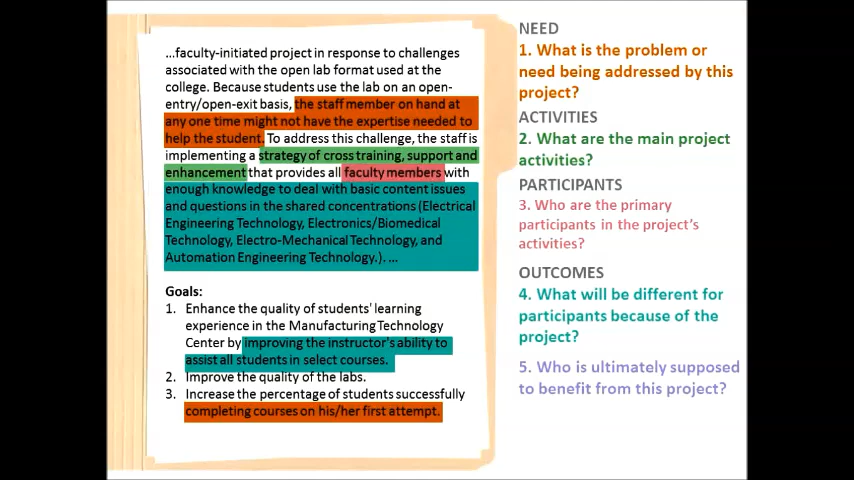 ...faculty-initiated project in response to challenges
associated with the open lab format used at the
college. Because students use the lab on an open-
entry/open-exit basis, the staff member on hand at
any one time might not have the expertise needed to
help the student. To address this challenge, the staff is
implementing a strategy of cross training, support and
enhancement that provides all faculty members with
enough knowledge to deal with basic content issues
and questions in the shared concentrations (Electrical
Engineering Technology, Electronics/Biomedical
Technology, Electro-Mechanical Technology, and
Automation Engineering Technology.). ...
Goals:
1. Enhance the quality of students' learning
experience in the Manufacturing Technology
Center by improving the instructor's ability to
assist all students in select courses.
2. Improve the quality of the labs.
3. Increase the percentage of students successfully
completing courses on his/her first attempt.
NEED
1. What is the problem or
need being addressed by this
project?
ACTIVITIES
2. What are the main project
activities?
PARTICIPANTS
3. Who are the primary
participants in the project's
activities?
OUTCOMES
4. What will be different for
participants because of the
project?
5. Who is ultimately supposed
to benefit from this project?